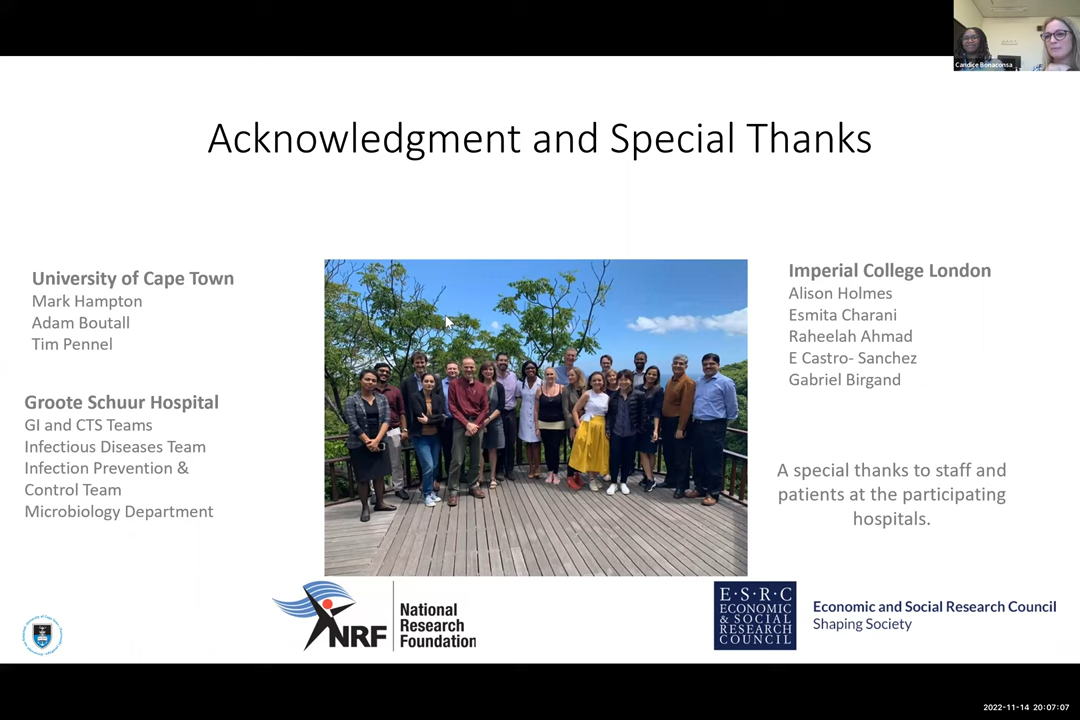 Candice Bonaconsa
Acknowledgment and Special Thanks
University of Cape Town
Mark Hampton
Adam Boutall
Tim Pennel
Groote Schuur Hospital
GI and CTS Teams
Infectious Diseases Team
Infection Prevention &
Control Team
Microbiology Department
Imperial College London
Alison Holmes
Esmita Charani
Raheelah Ahmad
E Castro- Sanchez
Gabriel Birgand
A special thanks to staff and
patients at the participating
hospitals.
NRF
National
Research
Foundation
E·S·R·C
ECONOMIC
& SOCIAL
RESEARCH
COUNCIL
Economic and Social Research Council
Shaping Society
2022-11-14 20:07:07